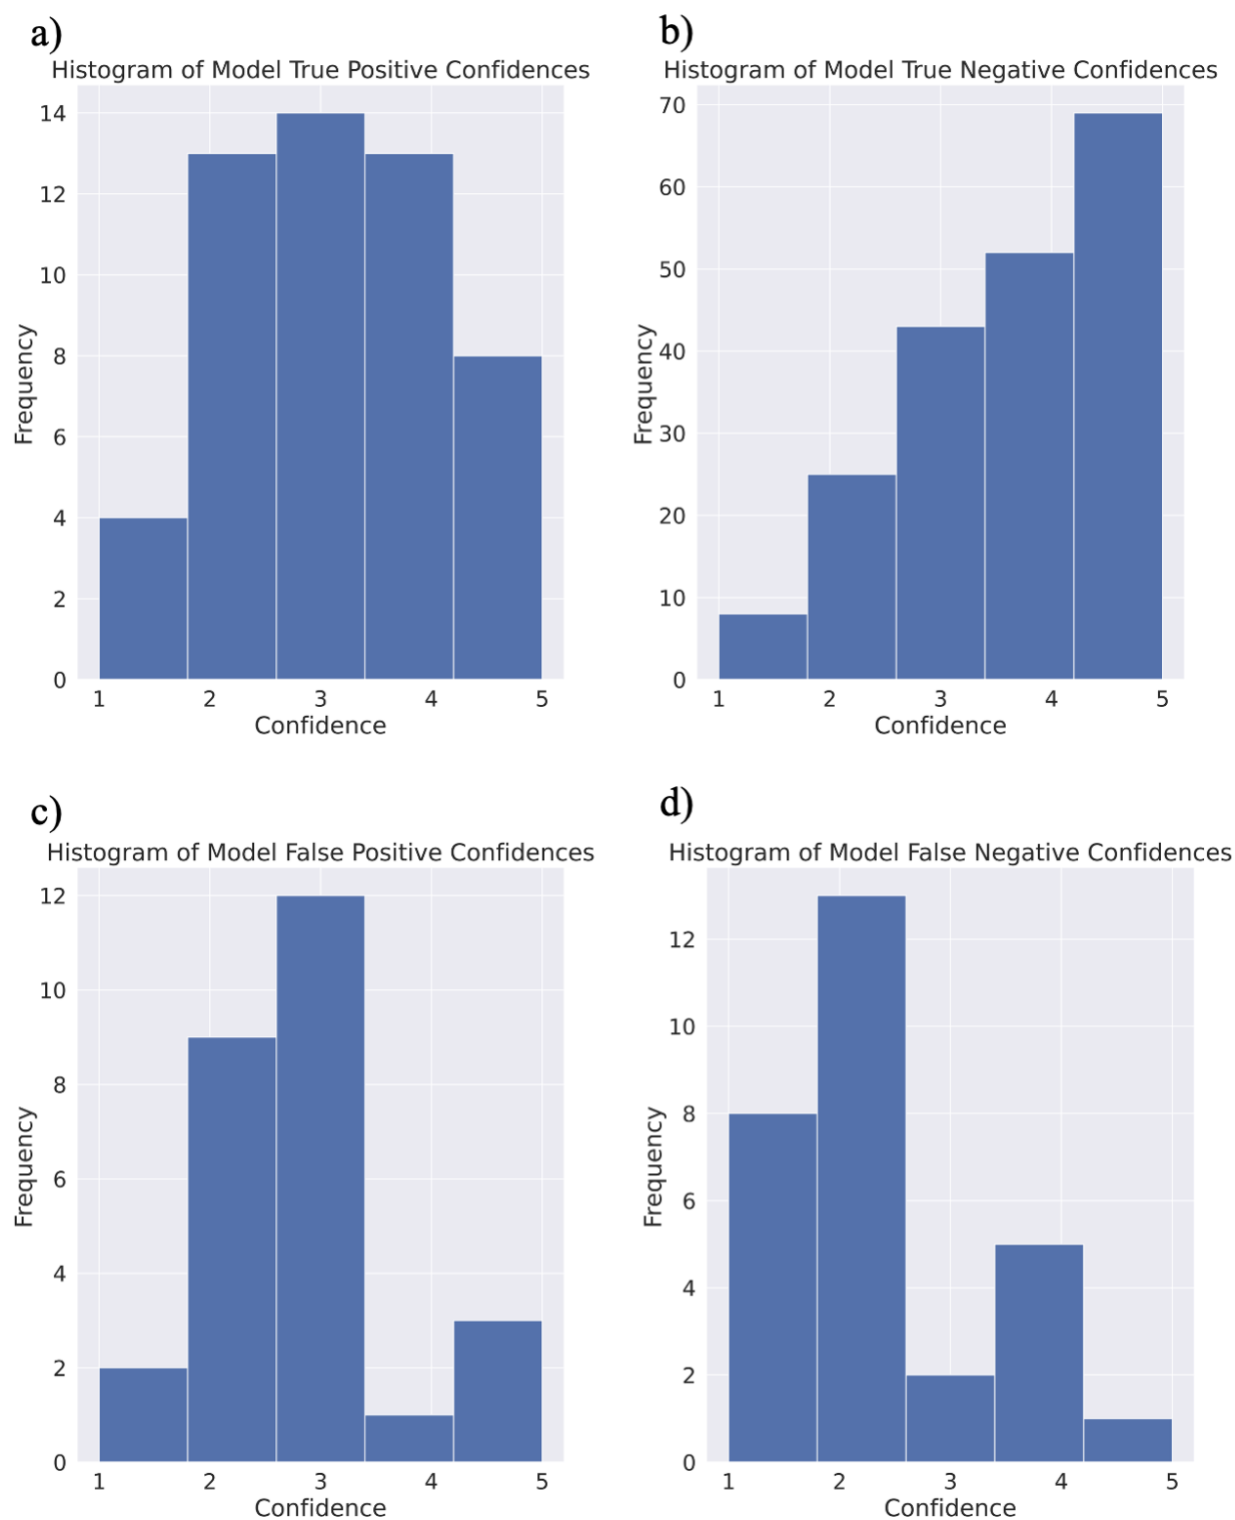 a)
Histogram of Model True Positive Confidences
14
12
10
8
6
4
2
0
Frequency
1 2 3 4 5
Confidence
b)
Histogram of Model True Negative Confidences
70
60
50
40
30
20
10
0
Frequency
1 2 3 4 5
Confidence
c)
Histogram of Model False Positive Confidences
12
10
8
6
4
2
0
Frequency
1 2 3 4 5
Confidence
d)
Histogram of Model False Negative Confidences
12
10
8
6
4
2
0
Frequency
1 2 3 4 5
Confidence